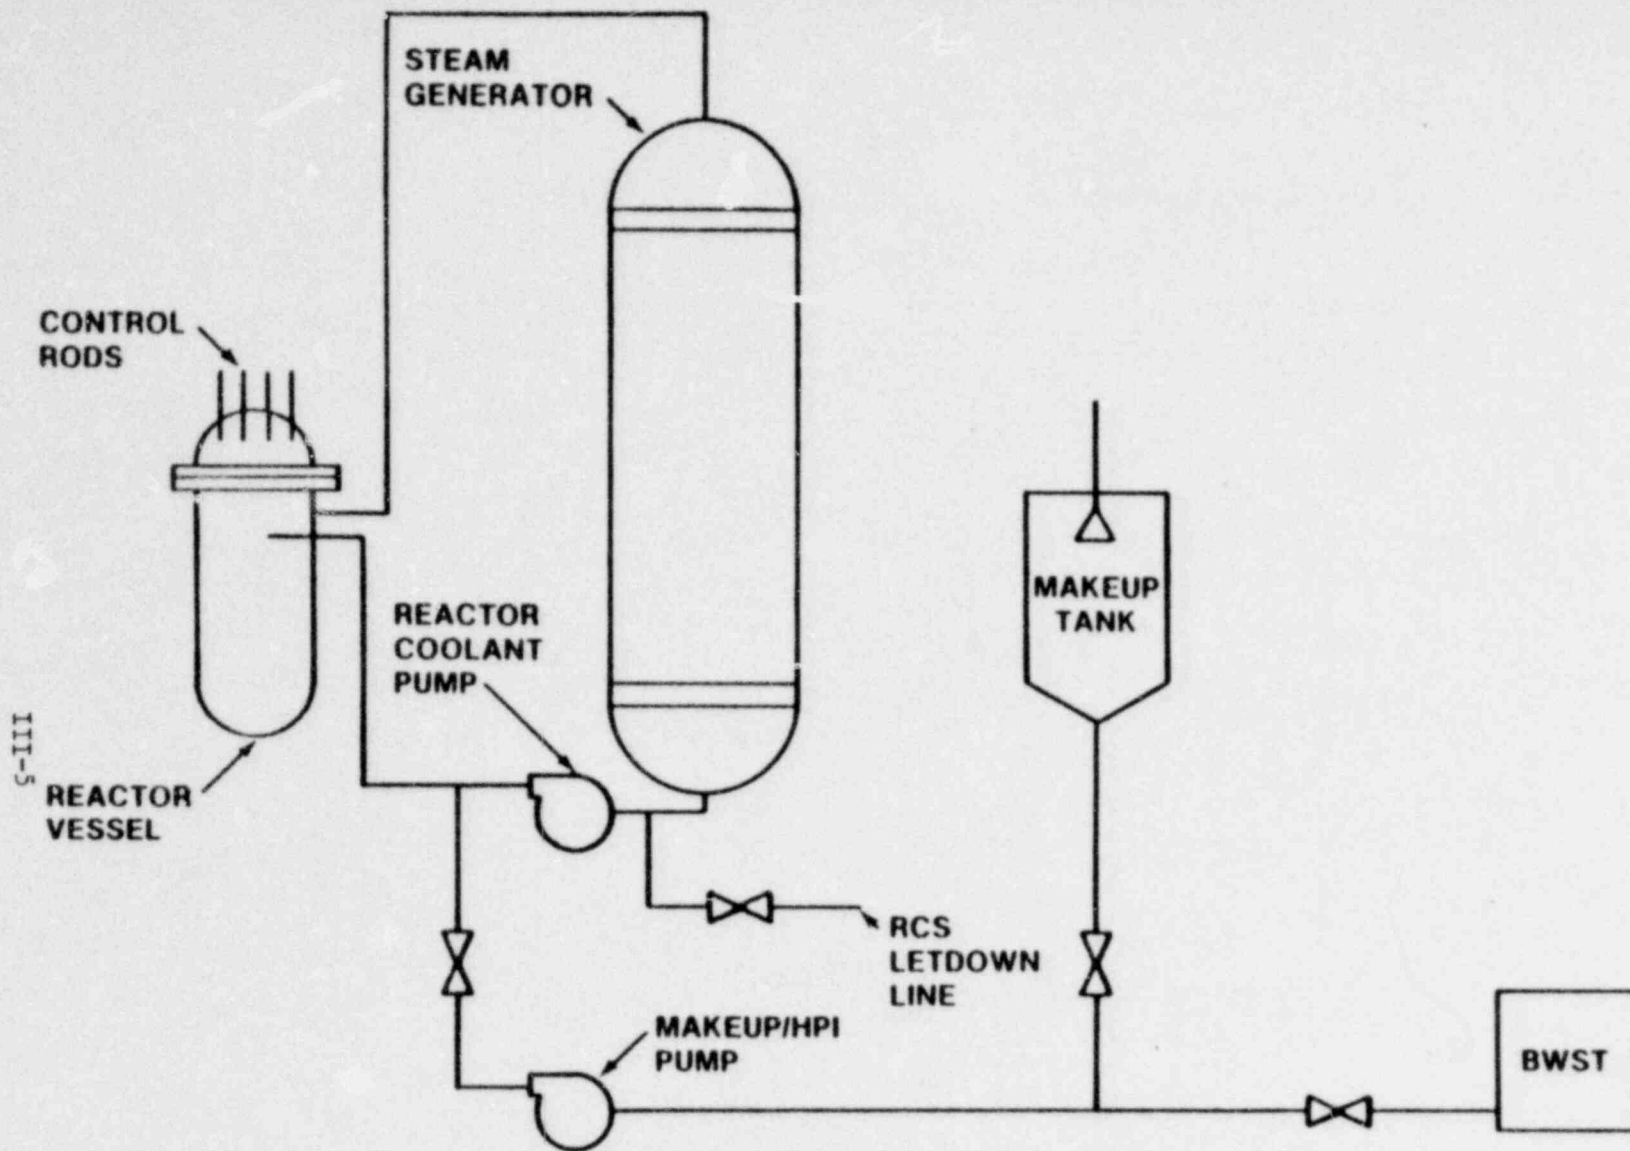 STEAM
GENERATOR
CONTROL
RODS
REACTOR
COOLANT
PUMP
MAKEUP
TANK
III-5
REACTOR
VESSEL
RCS
LETDOWN
LINE
MAKEUP/HPI
PUMP
BWST